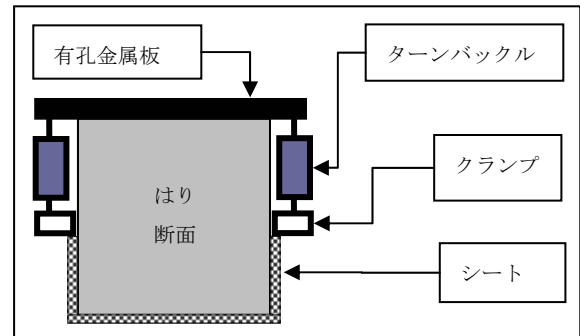 有孔金属板
ターンバックル
クランプ
はり
断面
シート